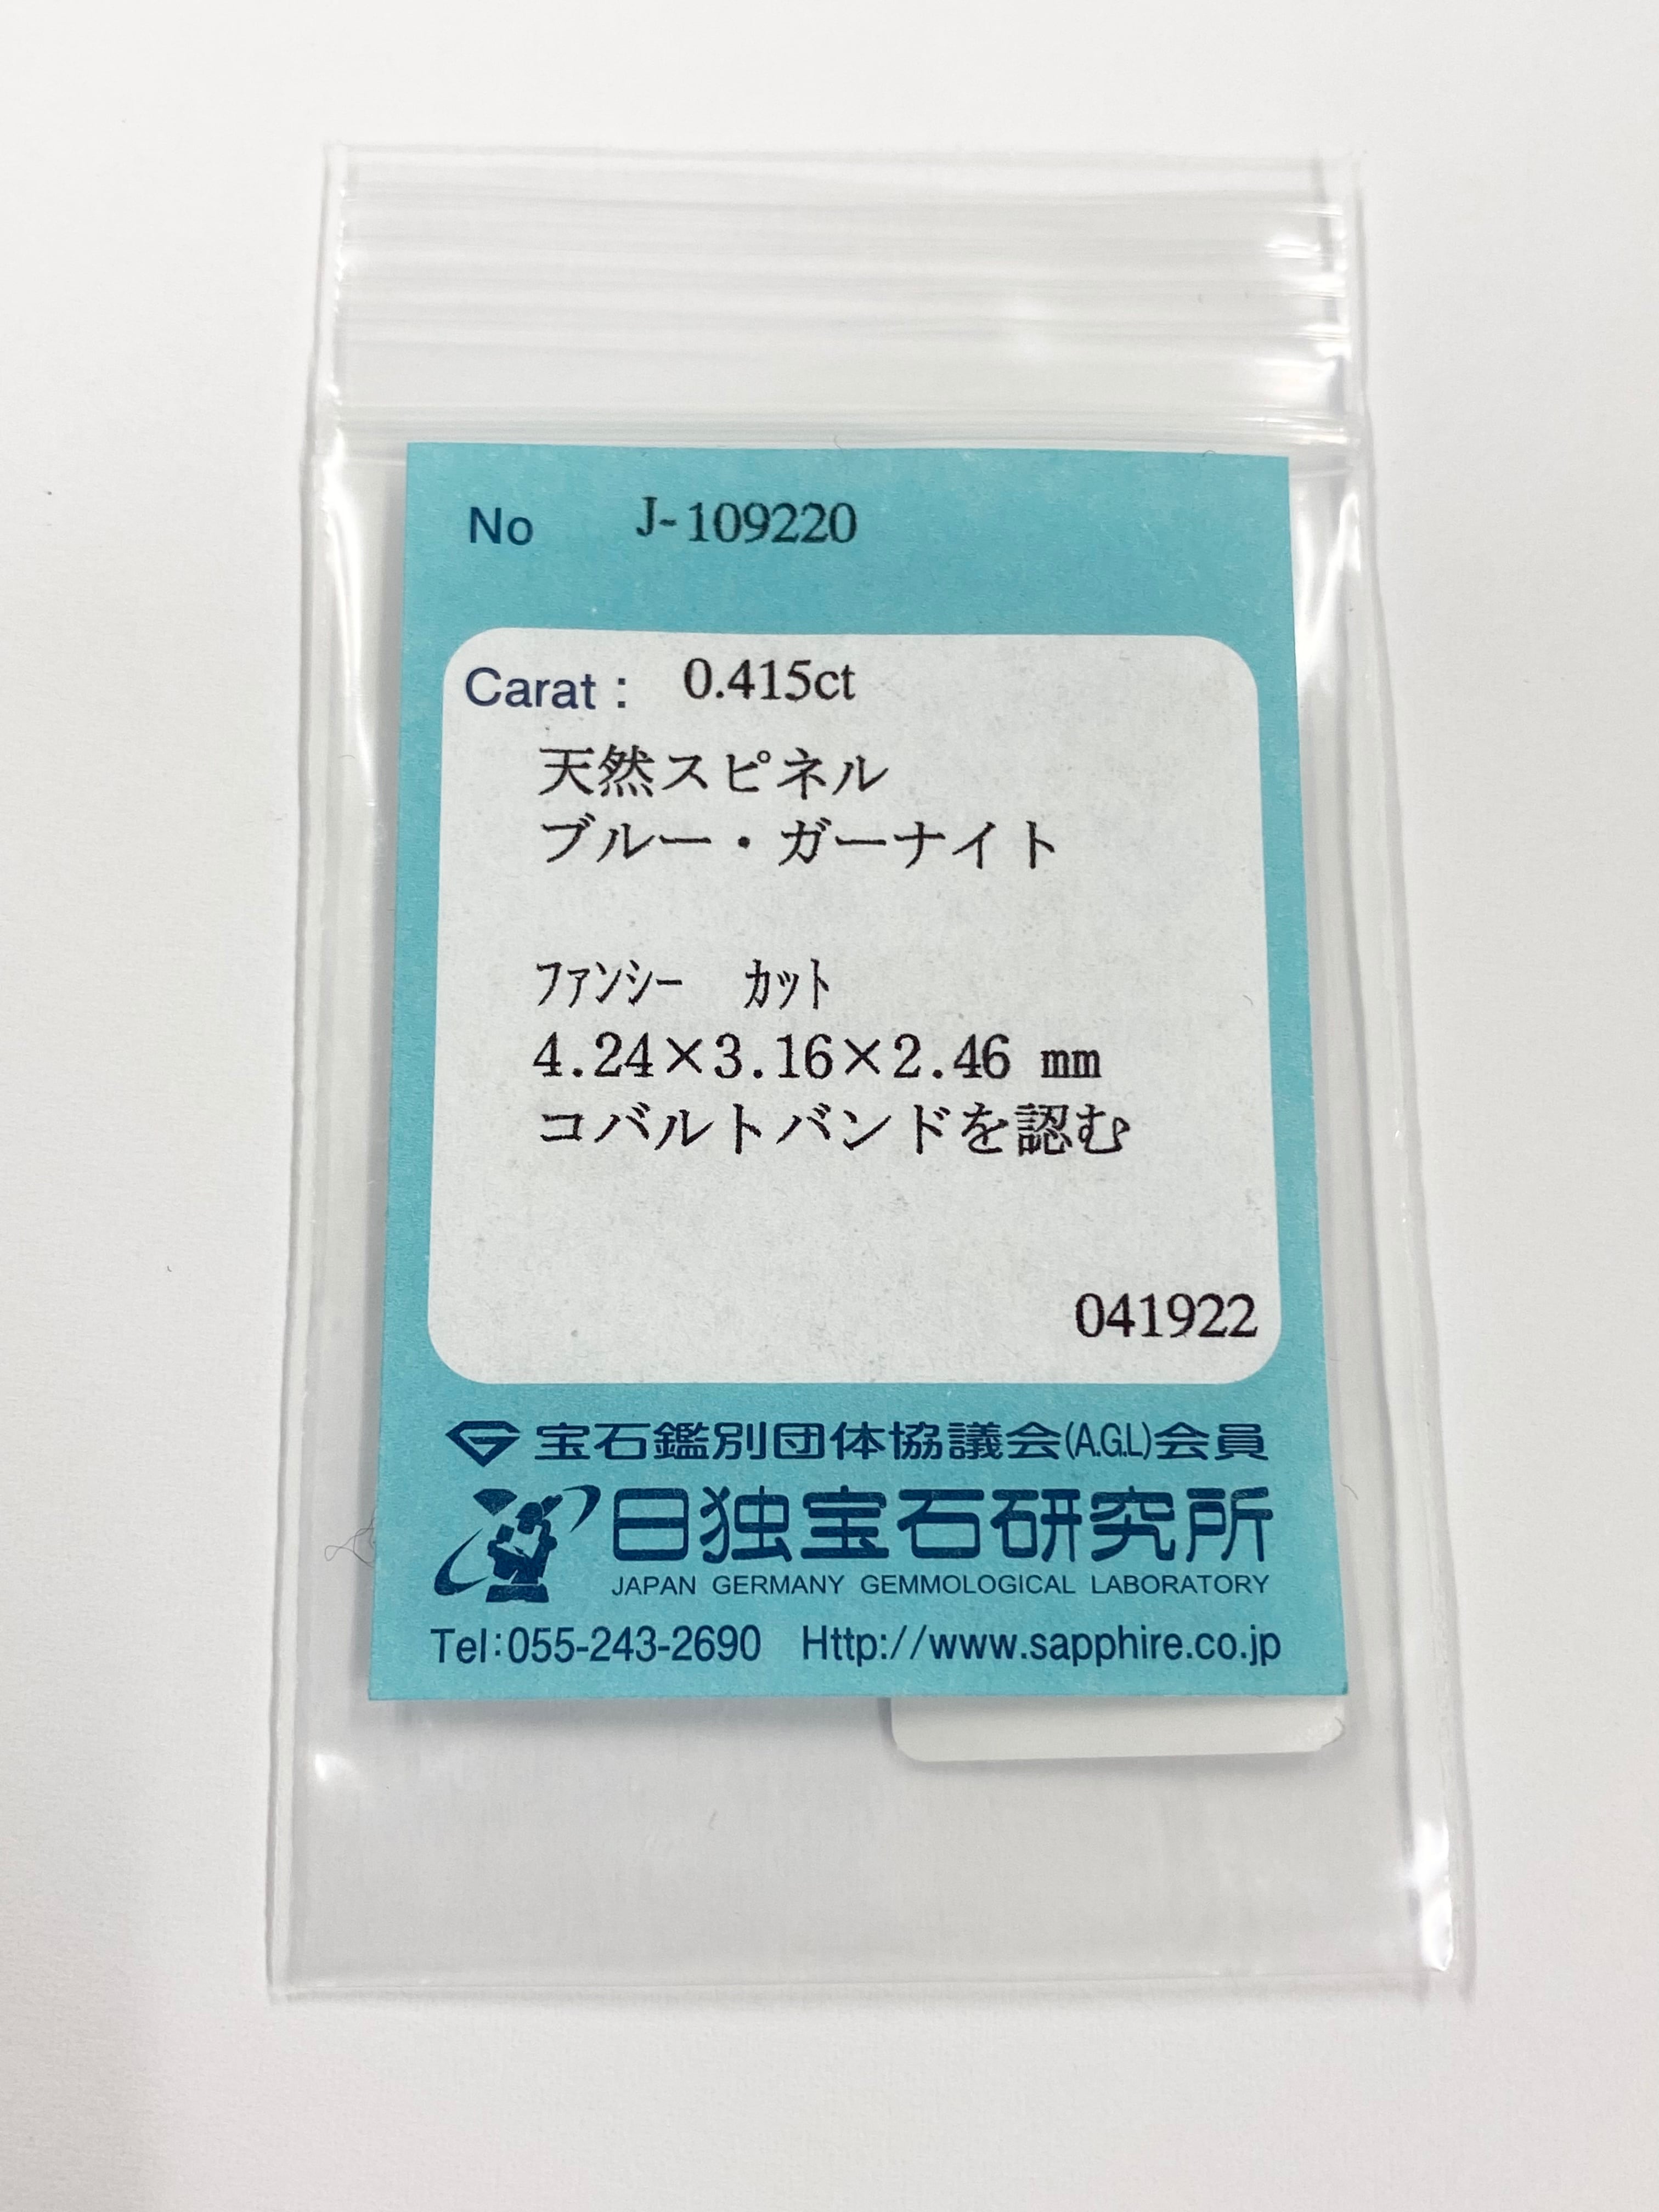 No J-109220
Carat : 0.415ct
天然スピネル
ブルー・ガーナイト
ﾌｧﾝｼｰ ｶｯﾄ
4.24×3.16×2.46 mm
コバルトバンドを認む
041922
宝石鑑別団体協議会(A.G.L)会員
日独宝石研究所
JAPAN GERMANY GEMMOLOGICAL LABORATORY
Tel:055-243-2690 Http://www.sapphire.co.jp